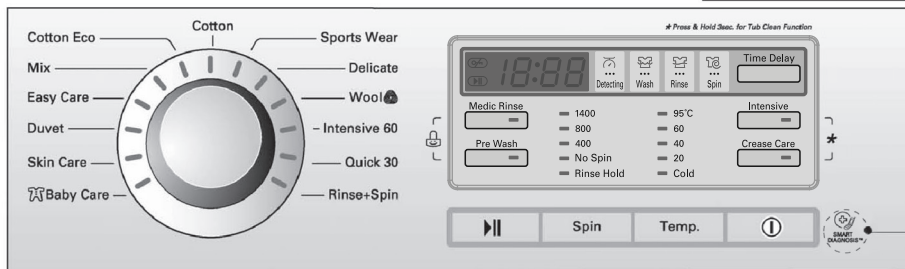 * Press & Hold 3sec. for Tub Clean Function
Cotton
Cotton Eco
Sports Wear
Mix
Delicate
Easy Care
Wool
Duvet
Intensive 60
Skin Care
Quick 30
Baby Care
Rinse+Spin
18:88
Detecting
Wash
Rinse
Spin
Time Delay
Medic Rinse
Pre Wash
1400
800
400
No Spin
Rinse Hold
95℃
60
40
20
Cold
Intensive
Crease Care
*
Spin
Temp.
SMART
DIAGNOSIS™